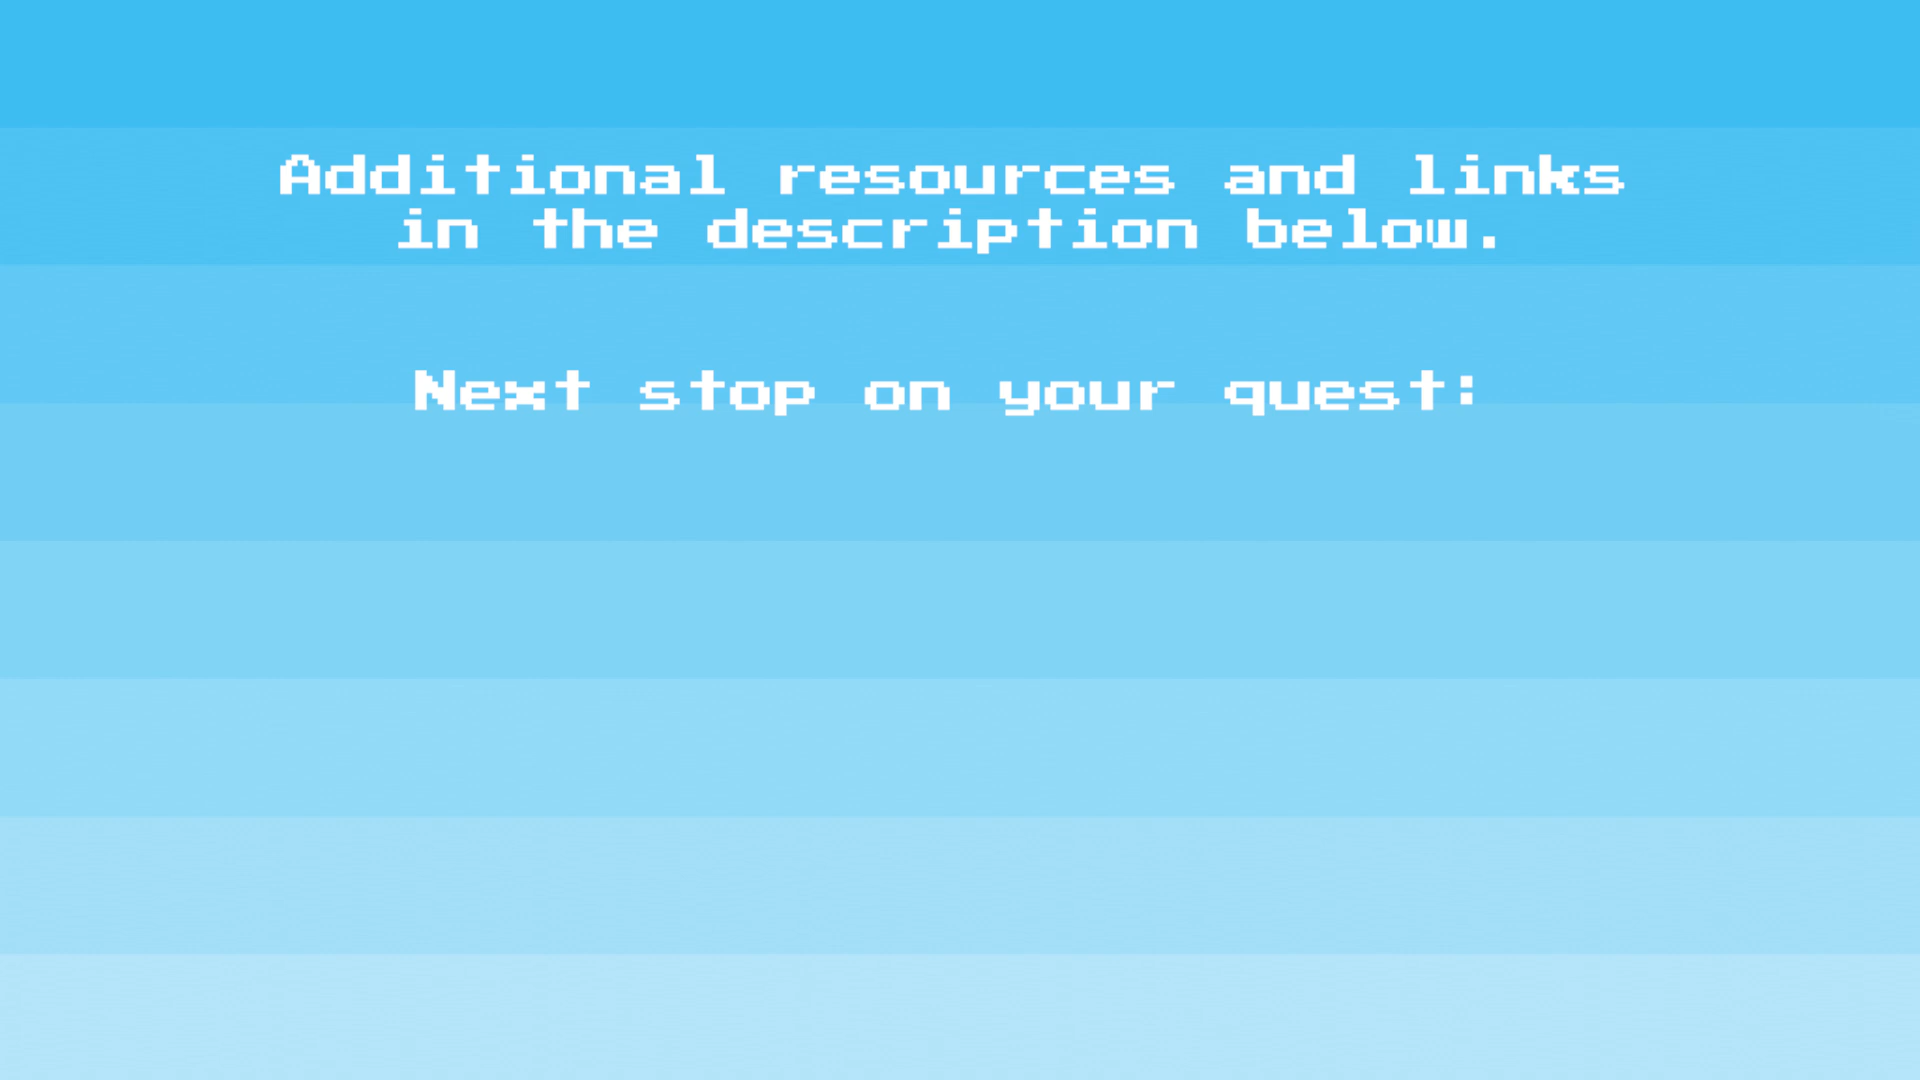 Additional resources and links
in the description below.
Next stop on your quest: